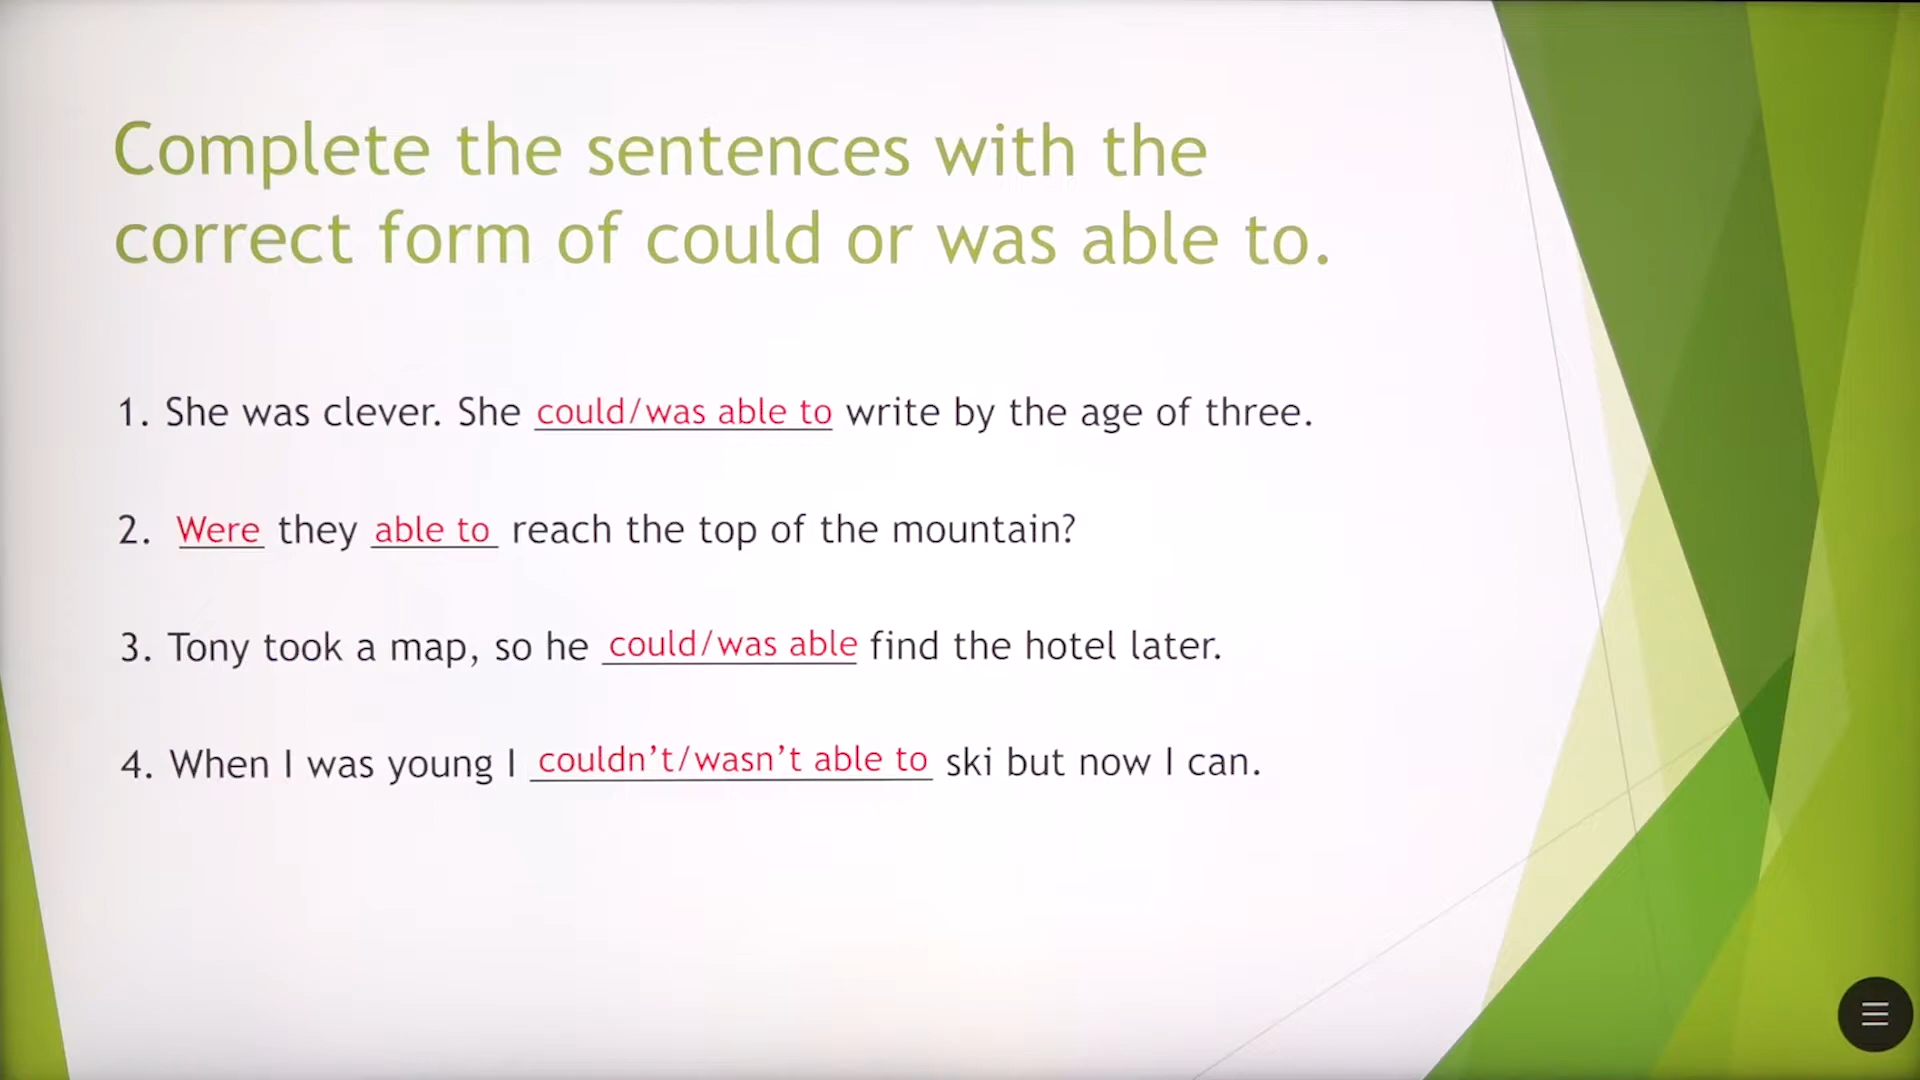 Complete the sentences with the
correct form of could or was able to.
1. She was clever. She could/was able to write by the age of three.
2. Were they able to reach the top of the mountain?
3. Tony took a map, so he could/was able find the hotel later.
4. When I was young I couldn't/wasn't able to ski but now I can.